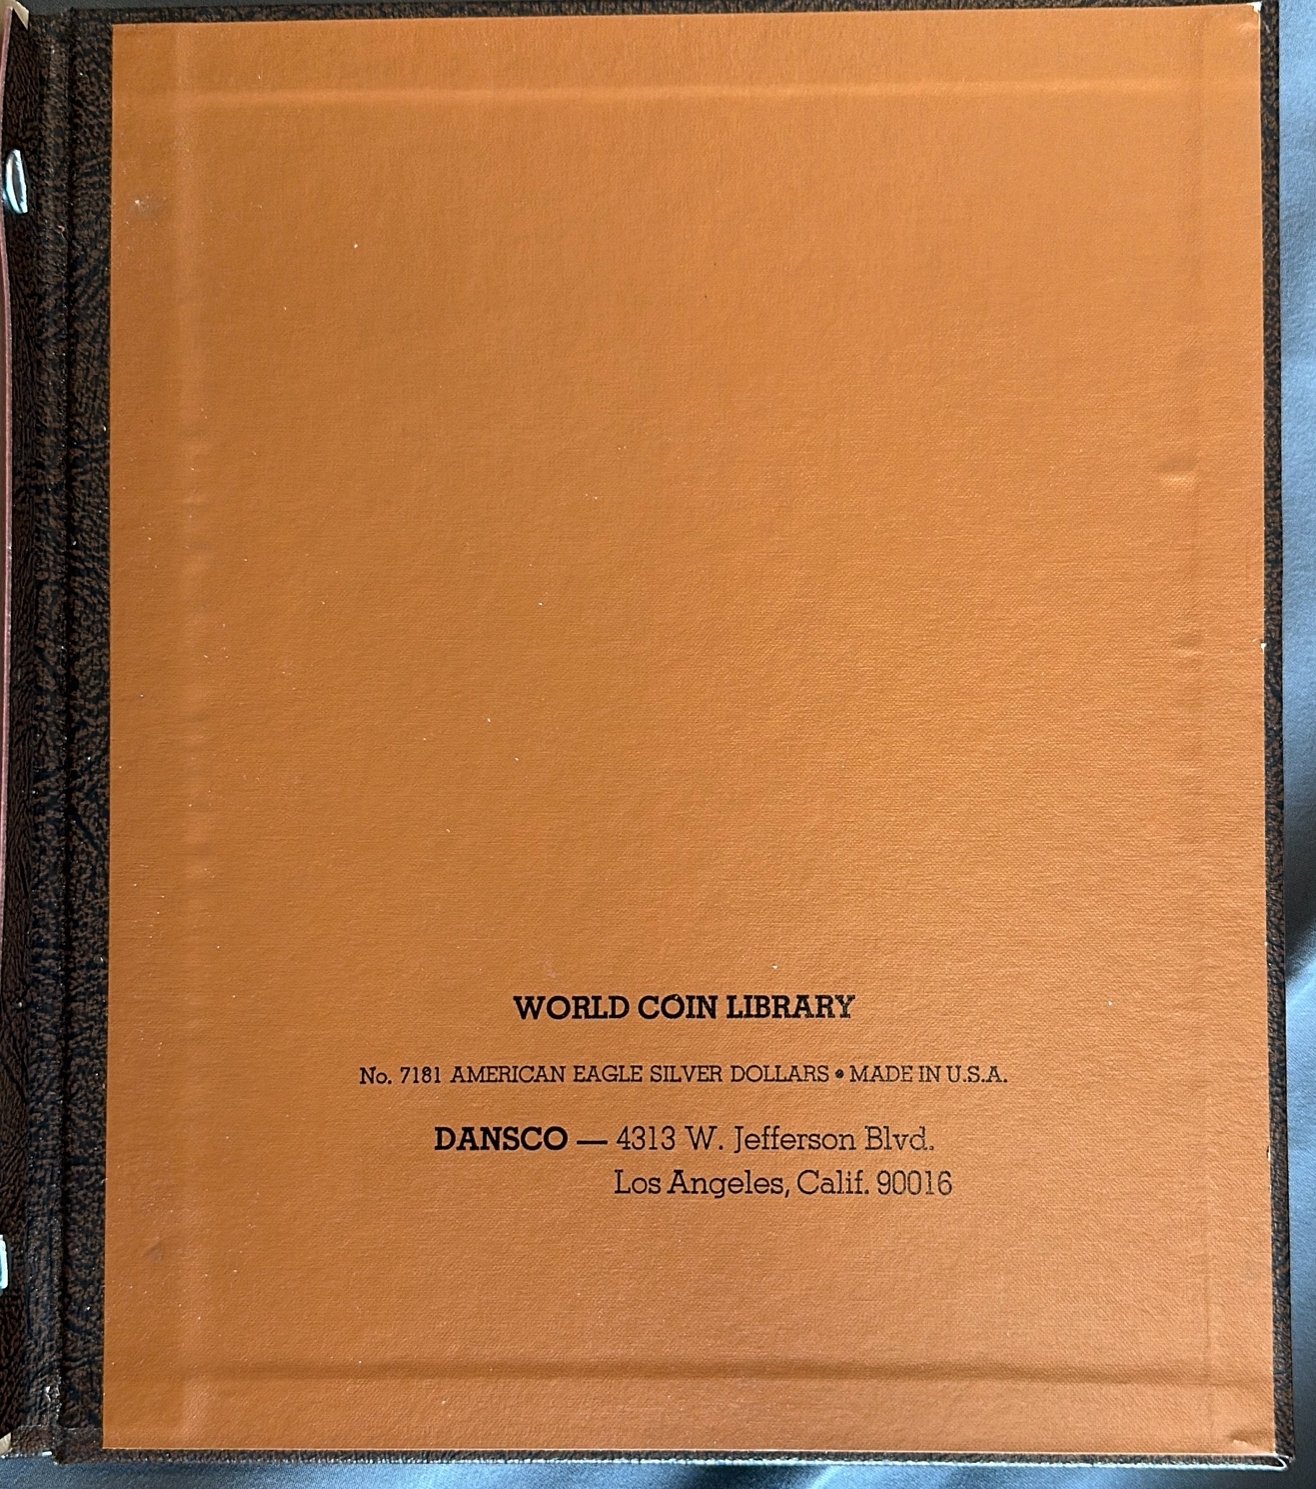 WORLD COIN LIBRARY
No. 7181 AMERICAN EAGLE SILVER DOLLARS • MADE IN U.S.A.
DANSCO — 4313 W. Jefferson Blvd.
Los Angeles, Calif. 90016